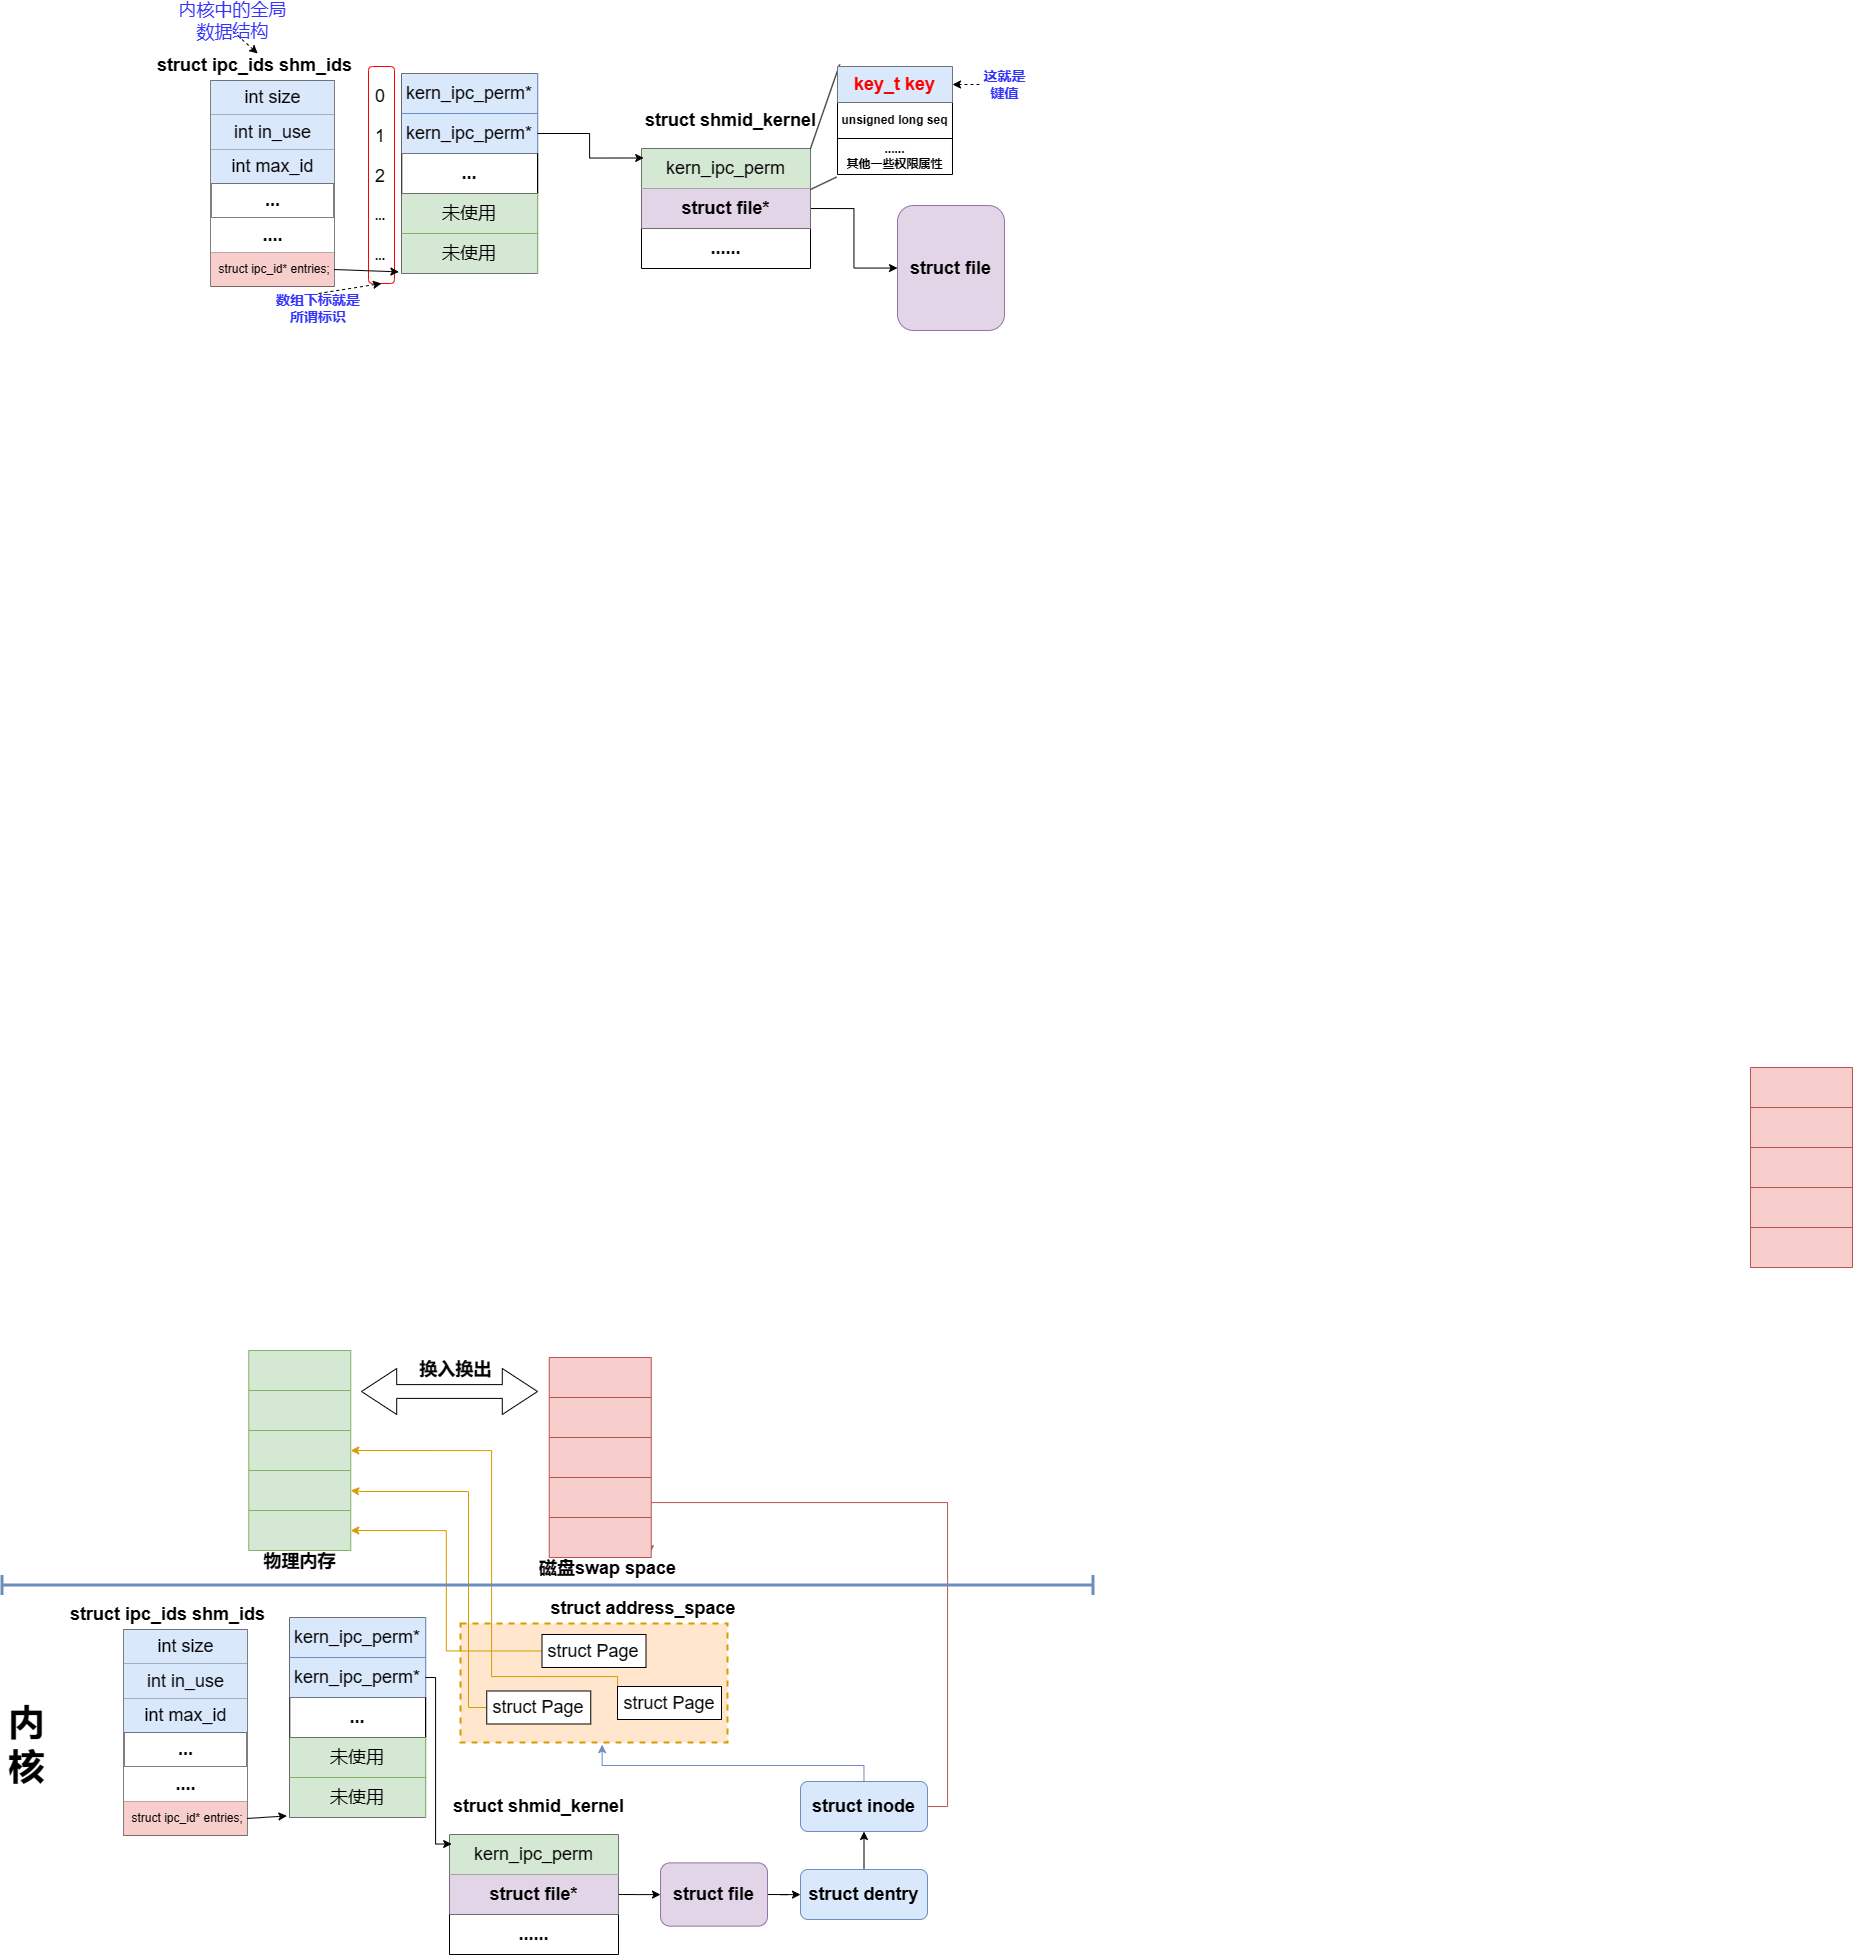 内核中的全局
数据结构
struct ipc_ids shm_ids
int size
int in_use
int max_id
...
....
struct ipc_id* entries;
0
1
2
...
...
数组下标就是
所谓标识
kern_ipc_perm*
kern_ipc_perm*
...
未使用
未使用
struct shmid_kernel
kern_ipc_perm
struct file*
......
key_t key
unsigned long seq
......
其他一些权限属性
这就是
键值
struct file
换入换出
物理内存
磁盘swap space
内
核
struct ipc_ids shm_ids
int size
int in_use
int max_id
...
....
struct ipc_id* entries;
kern_ipc_perm*
kern_ipc_perm*
...
未使用
未使用
struct address_space
struct Page
struct Page
struct Page
struct shmid_kernel
kern_ipc_perm
struct file*
......
struct file
struct inode
struct dentry